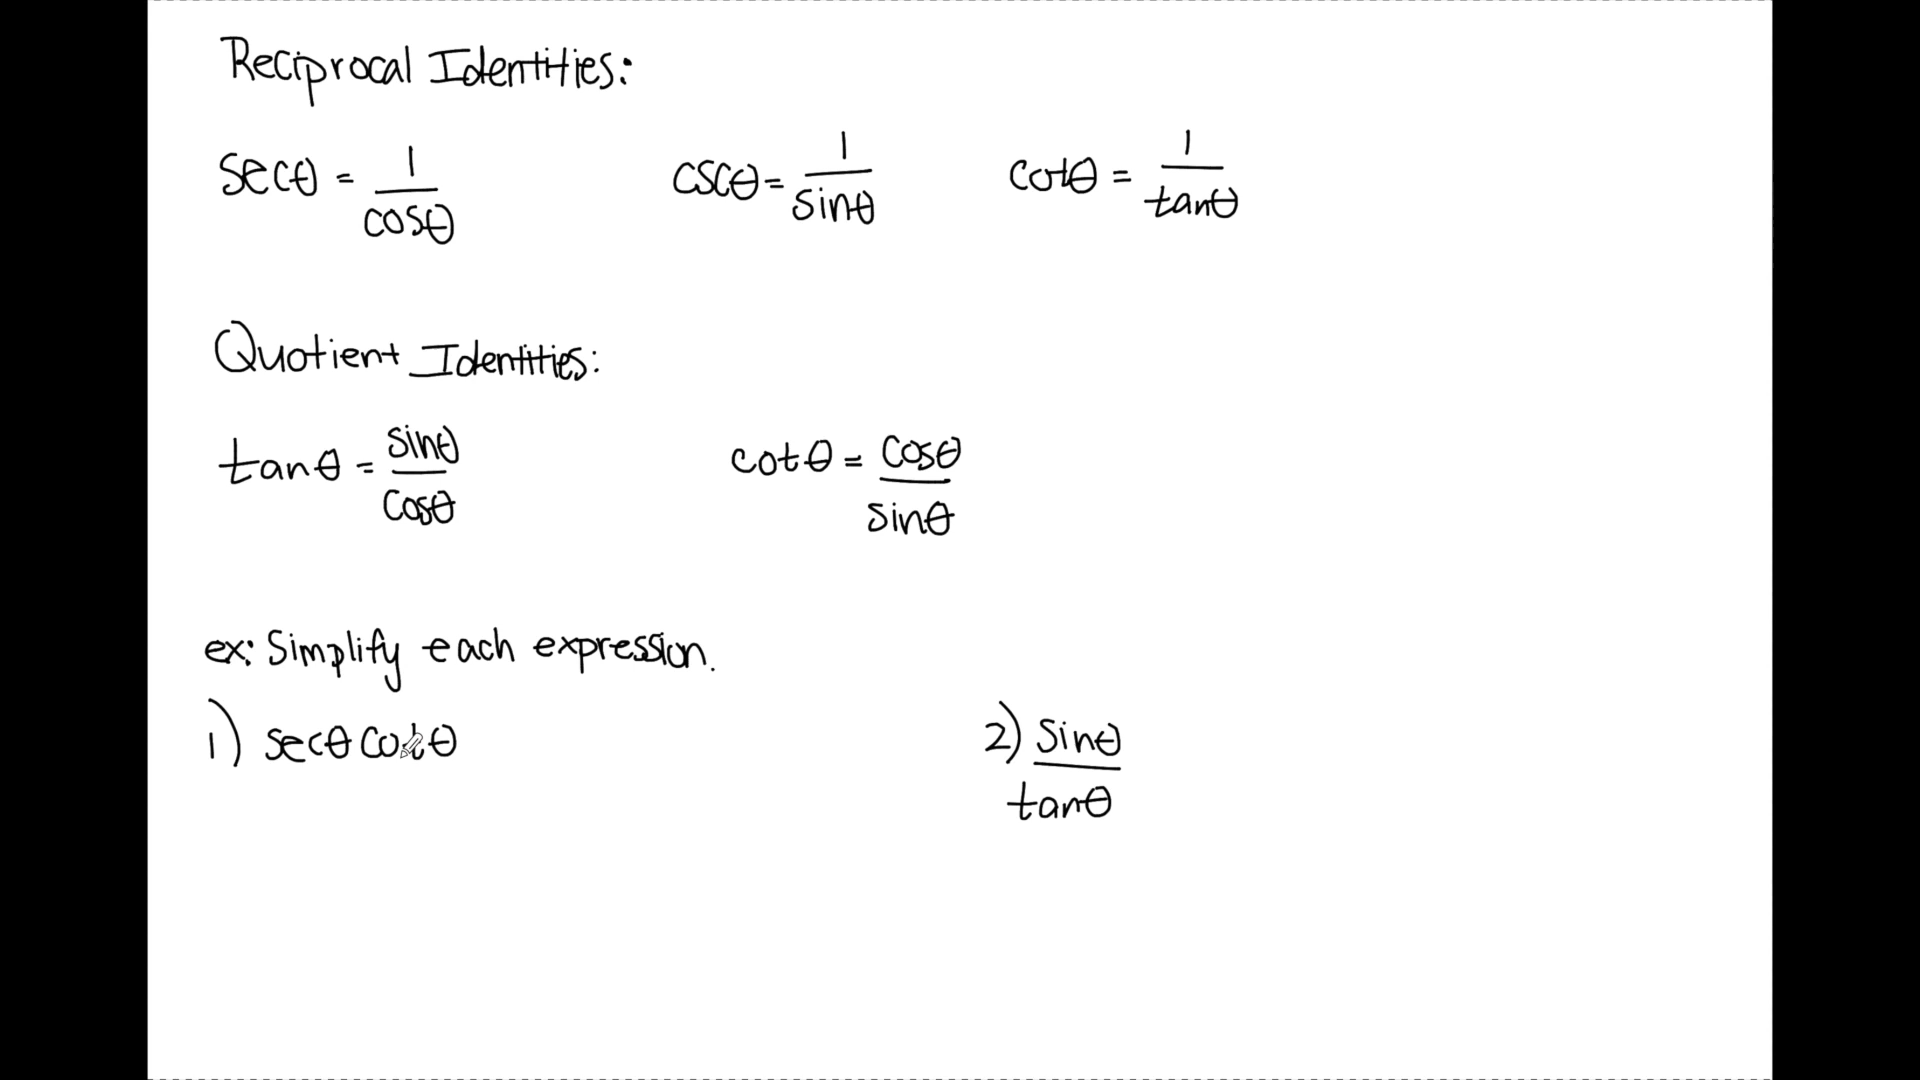 Reciprocal Identities:
secθ = 1/cosθ cscθ = 1/sinθ cotθ = 1/tanθ
Quotient Identities:
tanθ = sinθ/cosθ cotθ = cosθ/sinθ
ex: Simplify each expression.
1) secθ cotθ 2) sinθ/tanθ